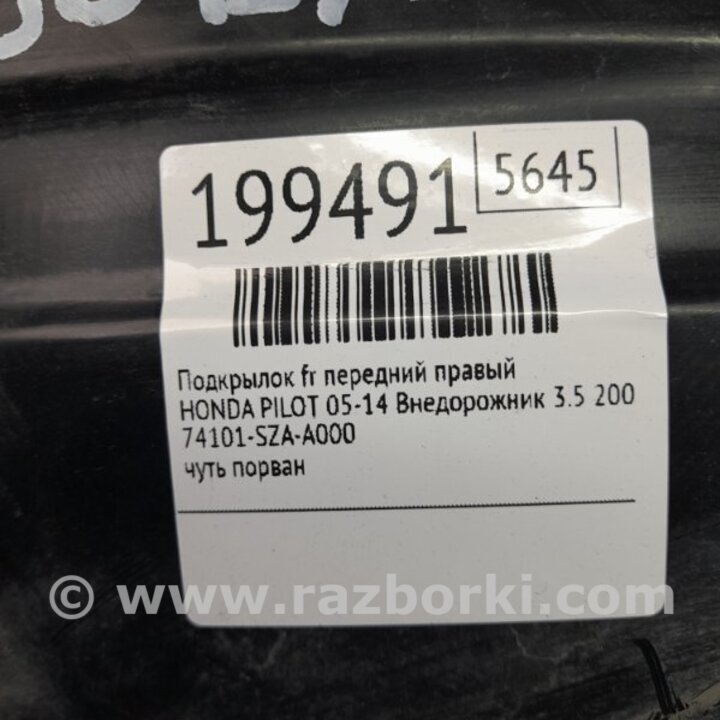 199491
5645
Подкрылок fr передний правый
HONDA PILOT 05-14 Внедорожник 3.5 200
74101-SZA-A000
чуть порван
© www.razborki.com